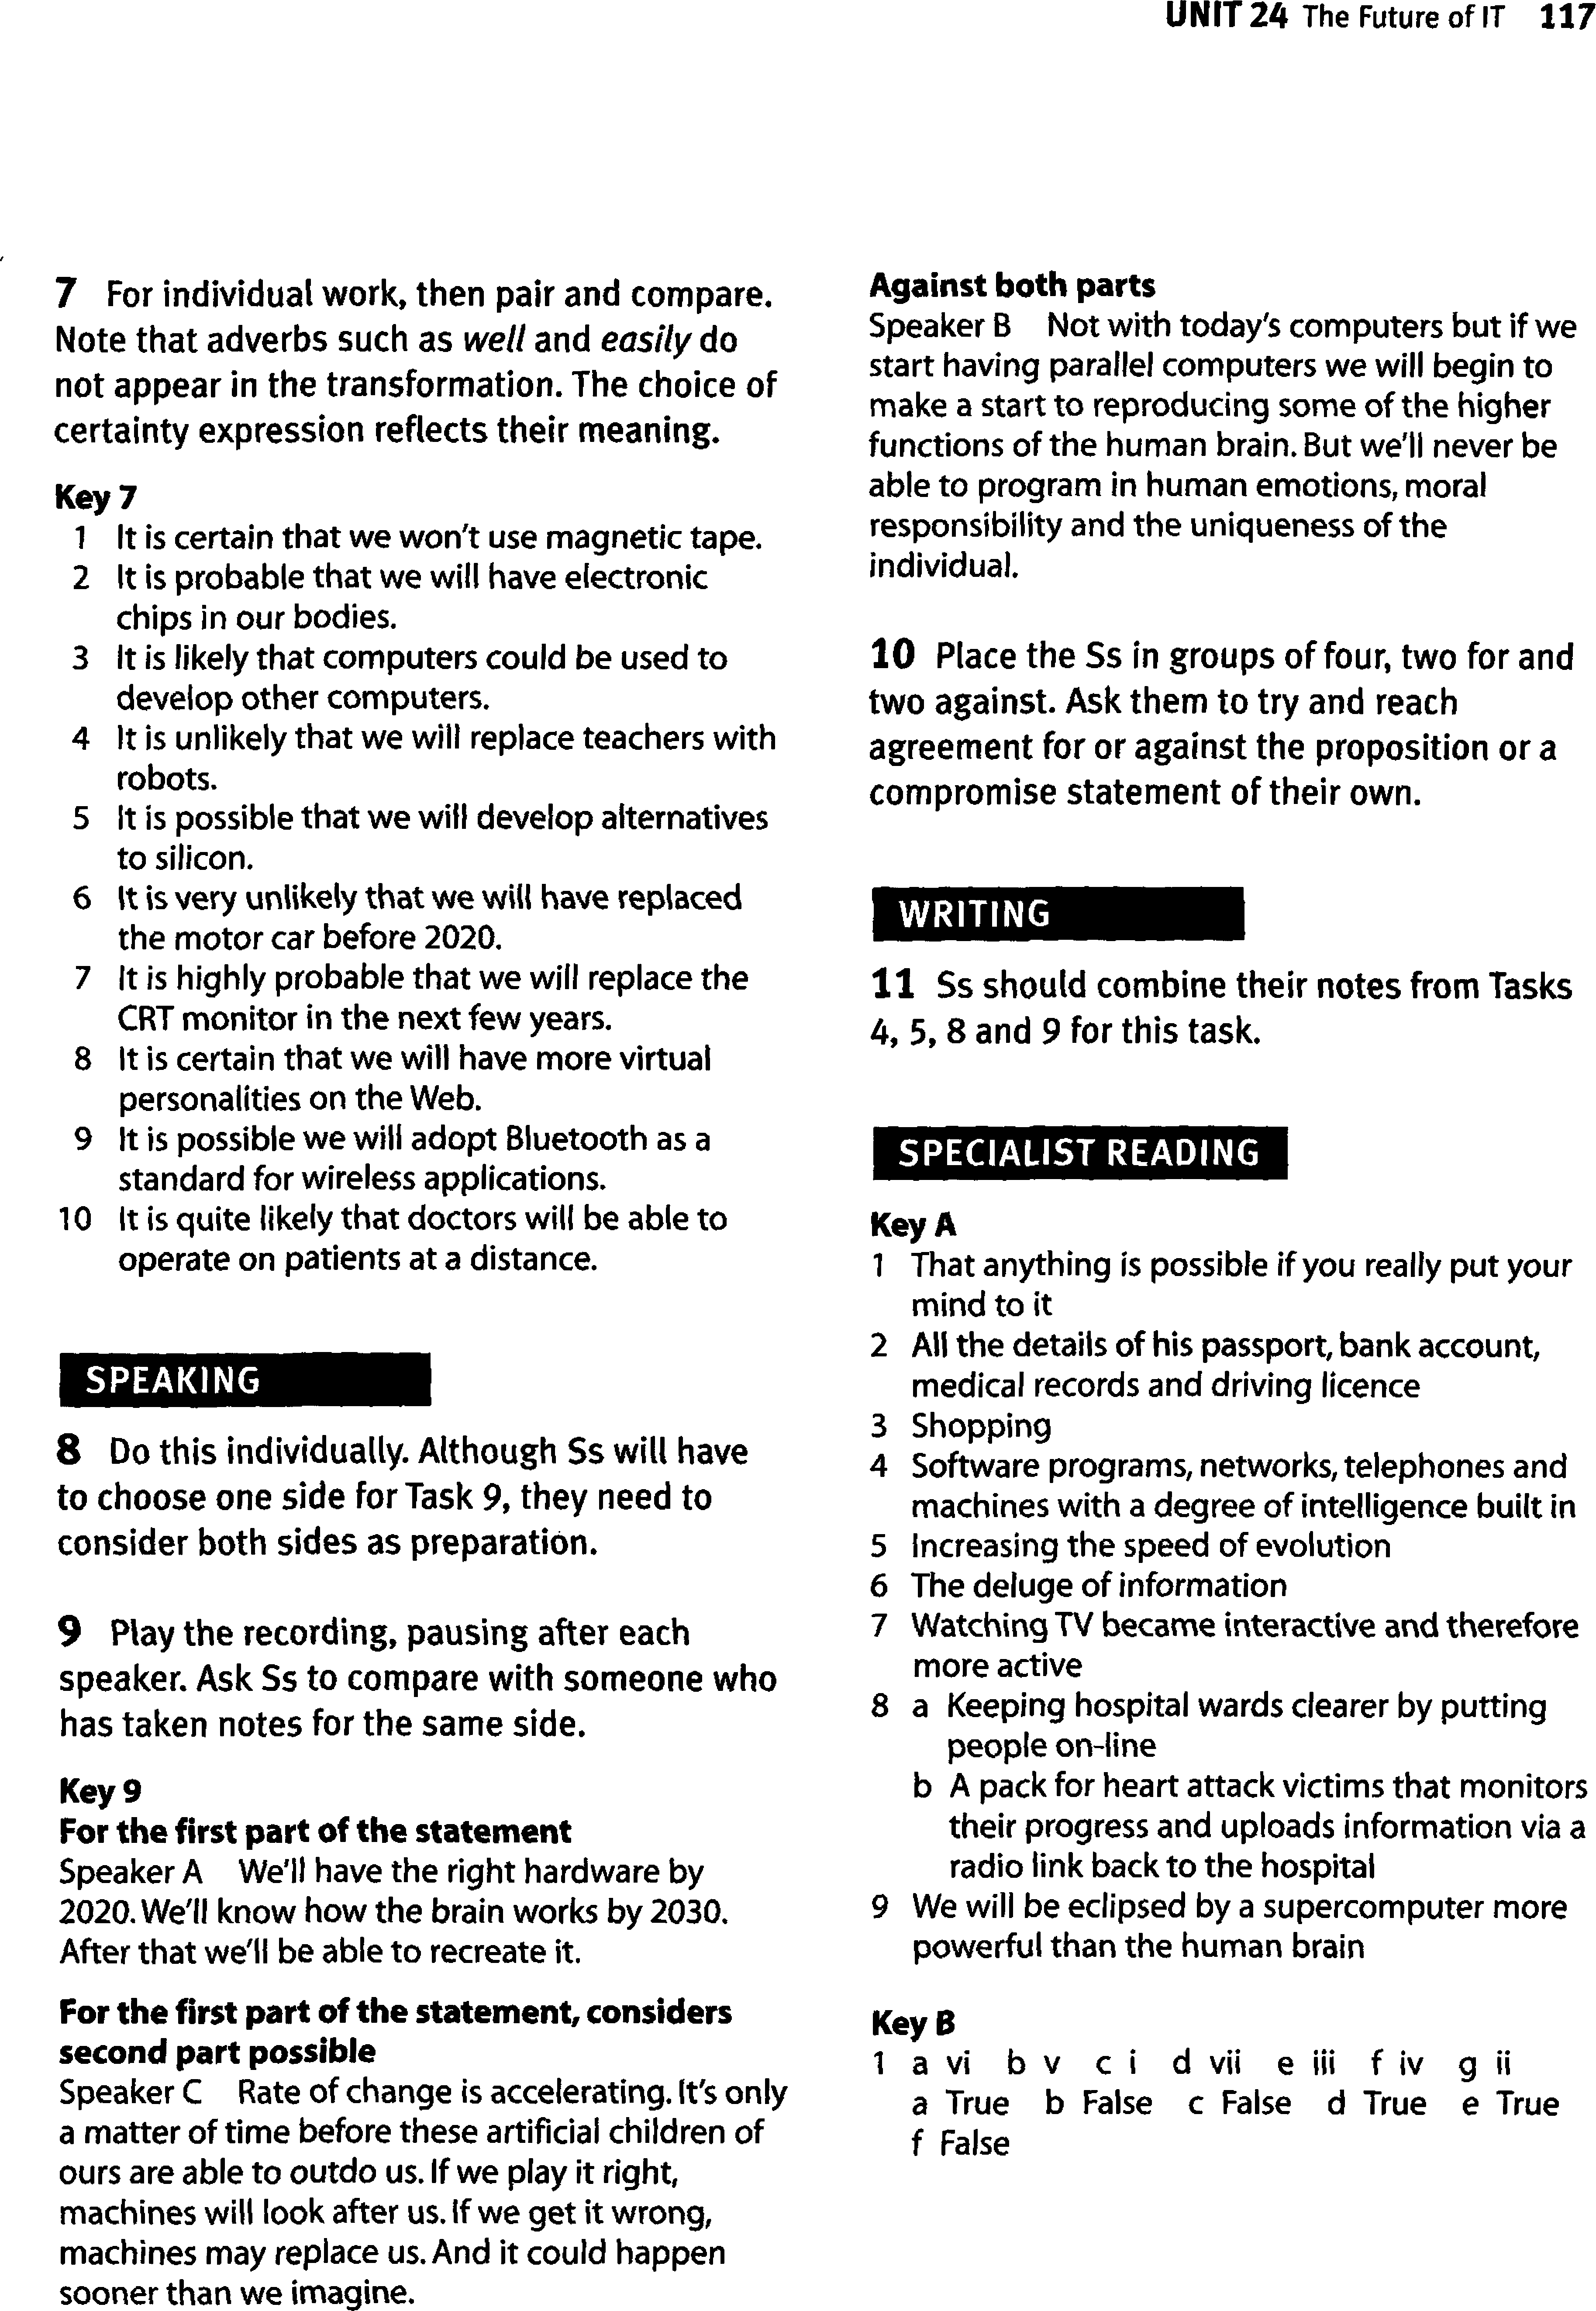 UNIT 24 The Future of IT 117
7 For individual work, then pair and compare.
Note that adverbs such as well and easily do
not appear in the transformation. The choice of
certainty expression reflects their meaning.
Key 7
1 It is certain that we won't use magnetic tape.
2 It is probable that we will have electronic
chips in our bodies.
3 It is likely that computers could be used to
develop other computers.
4 It is unlikely that we will replace teachers with
robots.
5 It is possible that we will develop alternatives
to silicon.
6 It is very unlikely that we will have replaced
the motor car before 2020.
7 It is highly probable that we will replace the
CRT monitor in the next few years.
8 It is certain that we will have more virtual
personalities on the Web.
9 It is possible we will adopt Bluetooth as a
standard for wireless applications.
10 It is quite likely that doctors will be able to
operate on patients at a distance.
SPEAKING
8 Do this individually. Although Ss will have
to choose one side for Task 9, they need to
consider both sides as preparation.
9 Play the recording, pausing after each
speaker. Ask Ss to compare with someone who
has taken notes for the same side.
Key 9
For the first part of the statement
Speaker A We'll have the right hardware by
2020. We'll know how the brain works by 2030.
After that we'll be able to recreate it.
For the first part of the statement, considers
second part possible
Speaker C Rate of change is accelerating. It's only
a matter of time before these artificial children of
ours are able to outdo us. If we play it right,
machines will look after us. If we get it wrong,
machines may replace us. And it could happen
sooner than we imagine.
Against both parts
Speaker B Not with today's computers but if we
start having parallel computers we will begin to
make a start to reproducing some of the higher
functions of the human brain. But we'll never be
able to program in human emotions, moral
responsibility and the uniqueness of the
individual.
10 Place the Ss in groups of four, two for and
two against. Ask them to try and reach
agreement for or against the proposition or a
compromise statement of their own.
WRITING
11 Ss should combine their notes from Tasks
4, 5, 8 and 9 for this task.
SPECIALIST READING
Key A
1 That anything is possible if you really put your
mind to it
2 All the details of his passport, bank account,
medical records and driving licence
3 Shopping
4 Software programs, networks, telephones and
machines with a degree of intelligence built in
5 Increasing the speed of evolution
6 The deluge of information
7 Watching TV became interactive and therefore
more active
8 a Keeping hospital wards clearer by putting
people on-line
b A pack for heart attack victims that monitors
their progress and uploads information via a
radio link back to the hospital
9 We will be eclipsed by a supercomputer more
powerful than the human brain
Key B
1 a vi b v c i d vii e iii f iv g ii
a True b False c False d True e True
f False